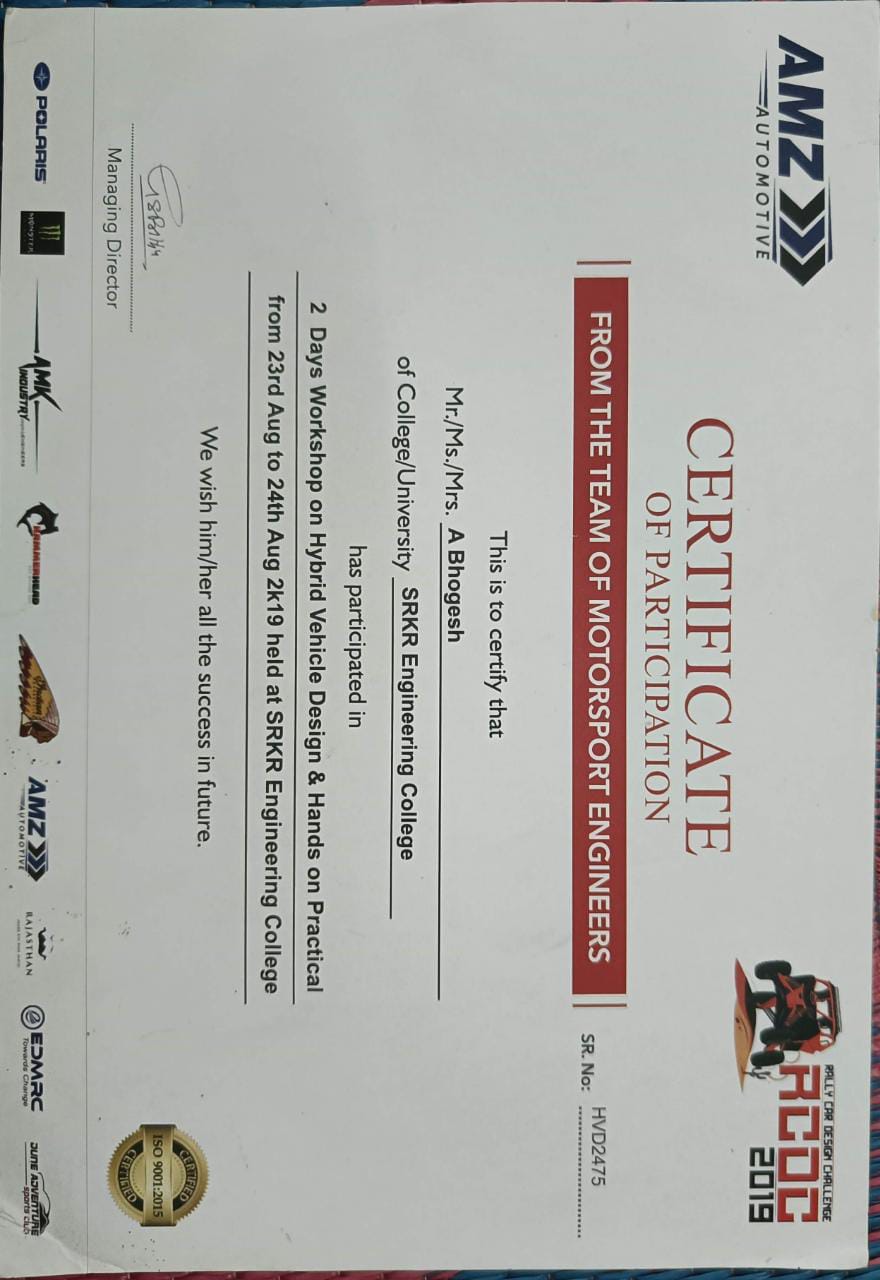 AMZ
AUTOMOTIVE
RALLY CAR DESIGN CHALLENGE
RCDC
2019
CERTIFICATE
OF PARTICIPATION
FROM THE TEAM OF MOTORSPORT ENGINEERS
SR. No: HVD2475
This is to certify that
Mr./Ms./Mrs. A Bhogesh
of College/University SRKR Engineering College
has participated in
2 Days Workshop on Hybrid Vehicle Design & Hands on Practical
from 23rd Aug to 24th Aug 2k19 held at SRKR Engineering College
We wish him/her all the success in future.
Managing Director
CERTIFIED
ISO 9001:2015
CERTIFIED
POLARIS
MONSTER
AMK
INDUSTRY
HAMMERHEAD
Indian
AMZ
AUTOMOTIVE
RAJASTHAN
EDMRC
Towards Change
JUNE ADVENTURE
sports club